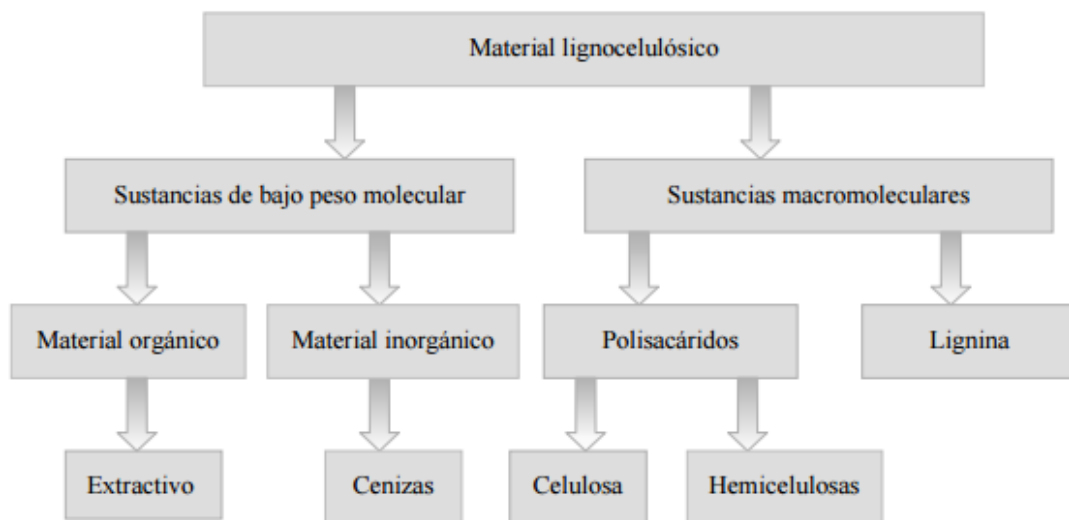 Material lignocelulósico
Sustancias de bajo peso molecular
Sustancias macromoleculares
Material orgánico
Material inorgánico
Polisacáridos
Lignina
Extractivo
Cenizas
Celulosa
Hemicelulosas